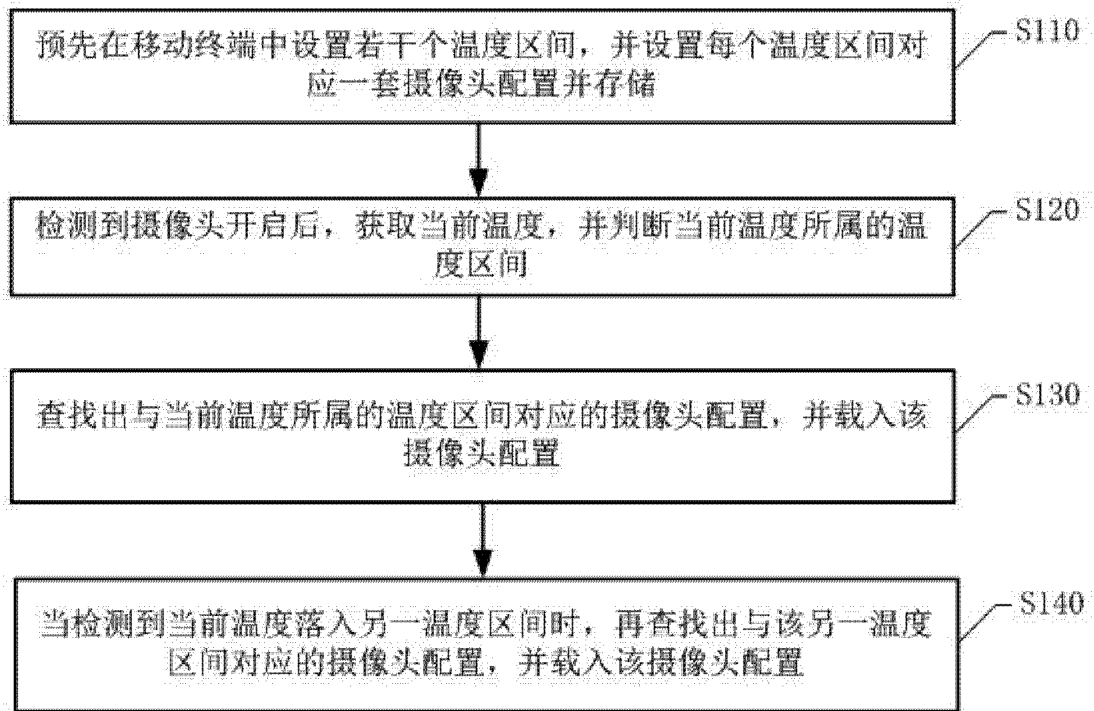 预先在移动终端中设置若干个温度区间，并设置每个温度区间对
应一套摄像头配置并存储
S110
检测到摄像头开启后，获取当前温度，并判断当前温度所属的温
度区间
S120
查找出与当前温度所属的温度区间对应的摄像头配置，并载入该
摄像头配置
S130
当检测到当前温度落入另一温度区间时，再查找出与该另一温度
区间对应的摄像头配置，并载入该摄像头配置
S140